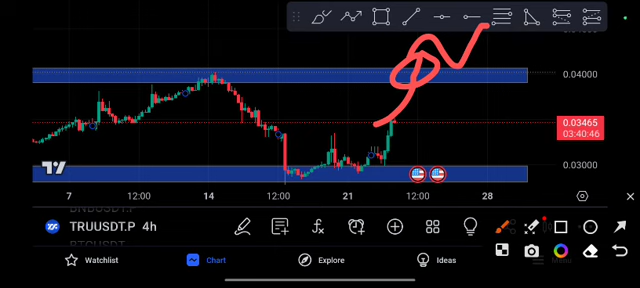 0.04000
0.03465
03:40:46
0.03000
7
12:00
14
12:00
21
12:00
28
TRUUSDT.P 4h
Watchlist
Chart
Explore
Ideas